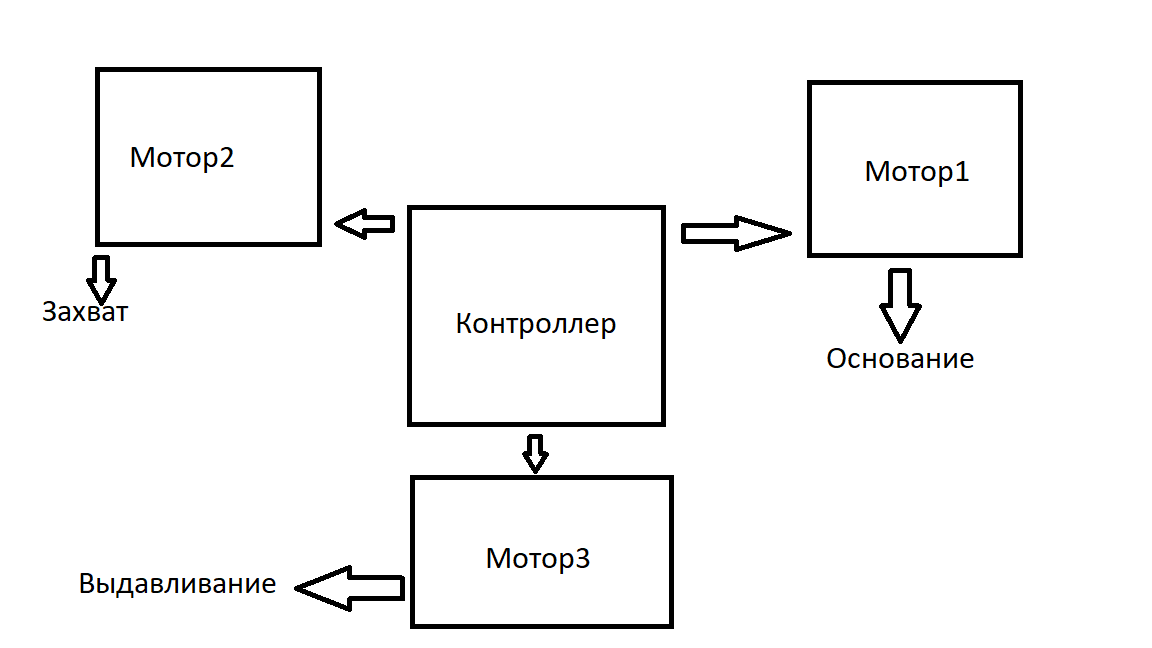 Мотор2
Мотор1
Захват
Контроллер
Основание
Мотор3
Выдавливание